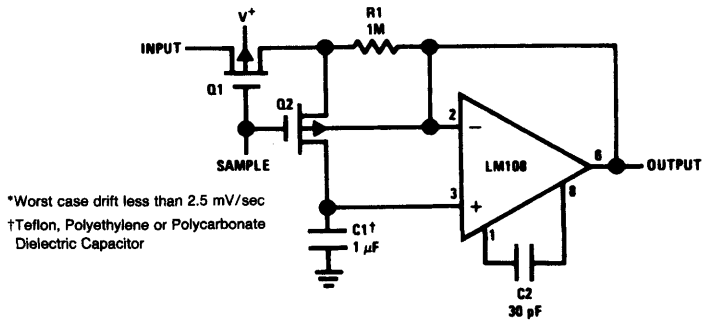 V+
R1
1M
INPUT
Q1
Q2
2
−
LM108
6
OUTPUT
SAMPLE
8
*Worst case drift less than 2.5 mV/sec
3
+
†Teflon, Polyethylene or Polycarbonate
Dielectric Capacitor
C1†
1 μF
1
C2
30 pF